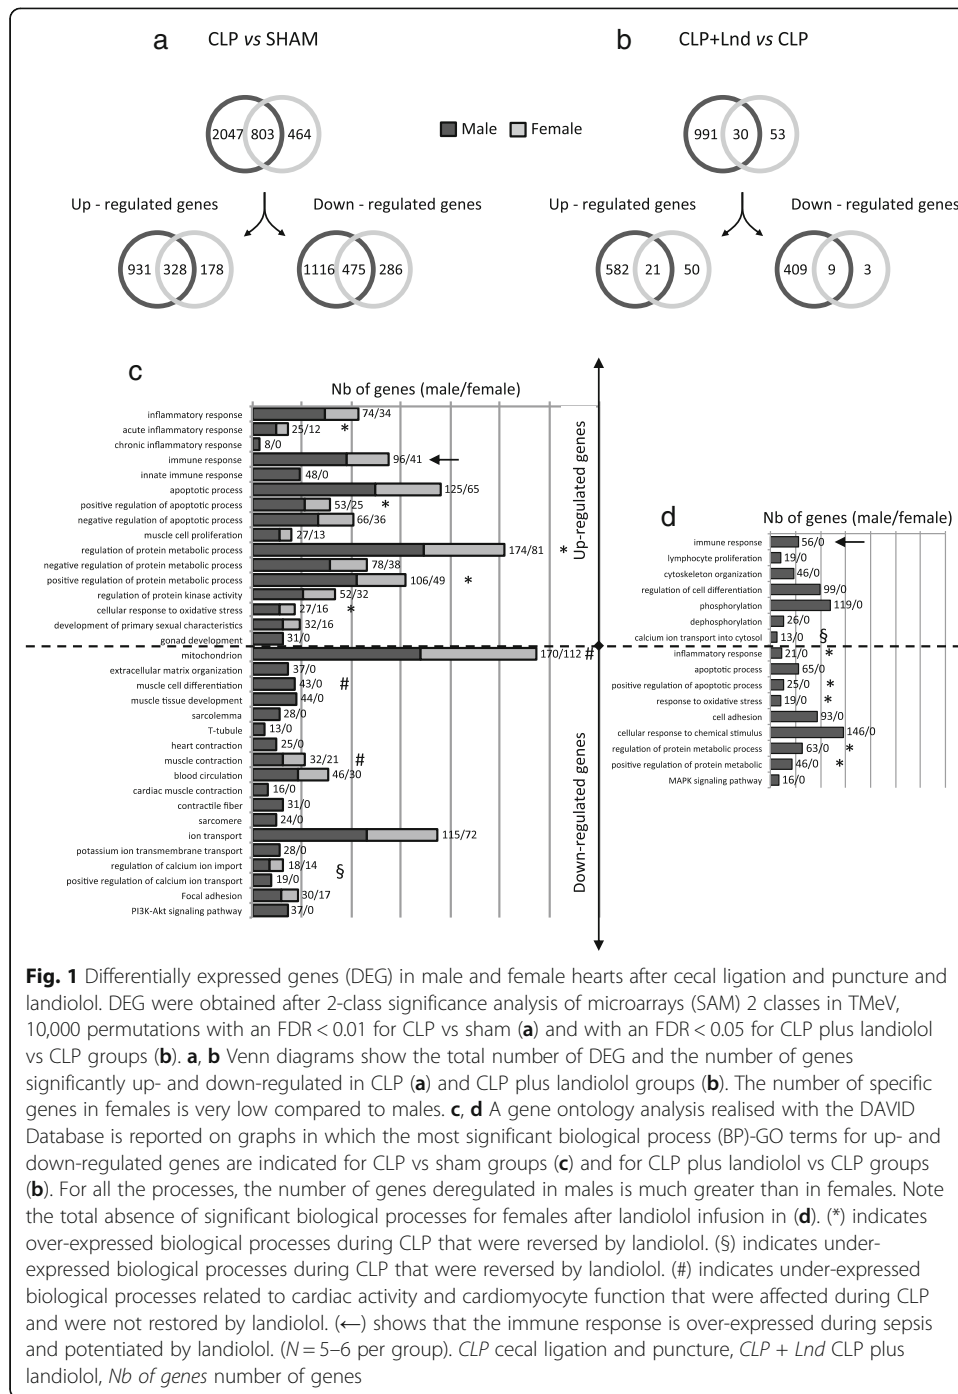 a CLP vs SHAM
b CLP+Lnd vs CLP
2047 803 464
Male Female
991 30 53
Up - regulated genes Down - regulated genes
Up - regulated genes Down - regulated genes
931 328 178
1116 475 286
582 21 50
409 9 3
c
Nb of genes (male/female)
inflammatory response 74/34
acute inflammatory response 25/12 *
chronic inflammatory response 8/0
immune response 96/41 ←
innate immune response 48/0
apoptotic process 125/65
positive regulation of apoptotic process 53/25 *
negative regulation of apoptotic process 66/36
muscle cell proliferation 27/13
regulation of protein metabolic process 174/81 *
negative regulation of protein metabolic process 78/38
positive regulation of protein metabolic process 106/49 *
regulation of protein kinase activity 52/32
cellular response to oxidative stress 27/16 *
development of primary sexual characteristics 32/16
gonad development 31/0
mitochondrion 170/112 #
extracellular matrix organization 37/0
muscle cell differentiation 43/0 #
muscle tissue development 44/0
sarcolemma 28/0
T-tubule 13/0
heart contraction 25/0
muscle contraction 32/21 #
blood circulation 46/30
cardiac muscle contraction 16/0
contractile fiber 31/0
sarcomere 24/0
ion transport 115/72
potassium ion transmembrane transport 28/0
regulation of calcium ion import 18/14 §
positive regulation of calcium ion transport 19/0
Focal adhesion 30/17
PI3K-Akt signaling pathway 37/0
Up-regulated genes
Down-regulated genes
d
Nb of genes (male/female)
immune response 56/0 ←
lymphocyte proliferation 19/0
cytoskeleton organization 46/0
regulation of cell differentiation 99/0
phosphorylation 119/0
dephosphorylation 26/0
calcium ion transport into cytosol 13/0 §
inflammatory response 21/0 *
apoptotic process 65/0
positive regulation of apoptotic process 25/0 *
response to oxidative stress 19/0 *
cell adhesion 93/0
cellular response to chemical stimulus 146/0
regulation of protein metabolic process 63/0 *
positive regulation of protein metabolic 46/0 *
MAPK signaling pathway 16/0
Fig. 1 Differentially expressed genes (DEG) in male and female hearts after cecal ligation and puncture and
landiolol. DEG were obtained after 2-class significance analysis of microarrays (SAM) 2 classes in TMeV,
10,000 permutations with an FDR < 0.01 for CLP vs sham (a) and with an FDR < 0.05 for CLP plus landiolol
vs CLP groups (b). a, b Venn diagrams show the total number of DEG and the number of genes
significantly up- and down-regulated in CLP (a) and CLP plus landiolol groups (b). The number of specific
genes in females is very low compared to males. c, d A gene ontology analysis realised with the DAVID
Database is reported on graphs in which the most significant biological process (BP)-GO terms for up- and
down-regulated genes are indicated for CLP vs sham groups (c) and for CLP plus landiolol vs CLP groups
(b). For all the processes, the number of genes deregulated in males is much greater than in females. Note
the total absence of significant biological processes for females after landiolol infusion in (d). (*) indicates
over-expressed biological processes during CLP that were reversed by landiolol. (§) indicates under-
expressed biological processes during CLP that were reversed by landiolol. (#) indicates under-expressed
biological processes related to cardiac activity and cardiomyocyte function that were affected during CLP
and were not restored by landiolol. (←) shows that the immune response is over-expressed during sepsis
and potentiated by landiolol. (N = 5–6 per group). CLP cecal ligation and puncture, CLP + Lnd CLP plus
landiolol, Nb of genes number of genes